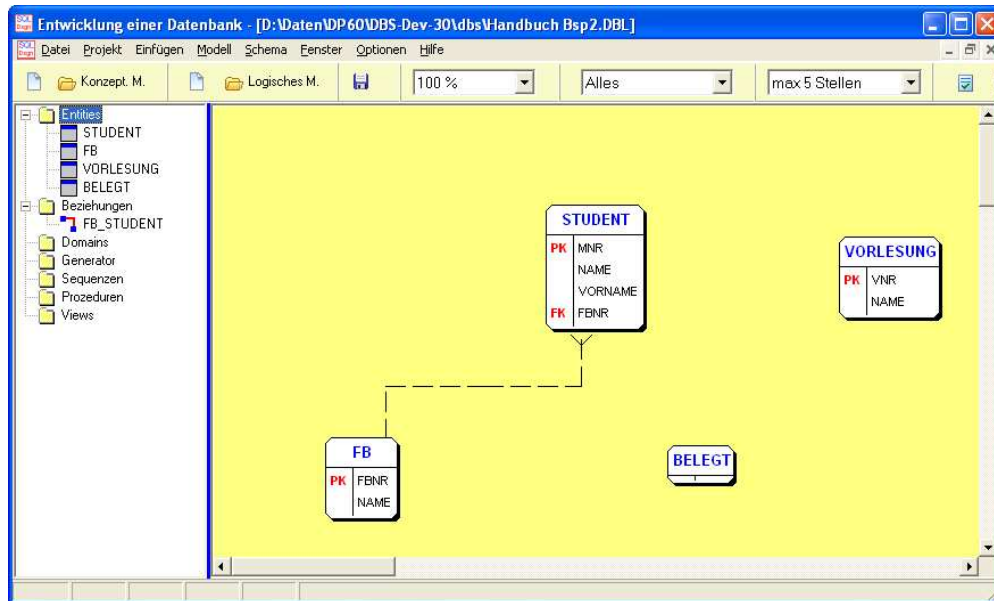 Entwicklung einer Datenbank - [D:\Daten\DP60\DBS-Dev-30\dbs\Handbuch Bsp2.DBL]
Datei Projekt Einfügen Modell Schema Fenster Optionen Hilfe
Konzept. M. Logisches M. 100 % Alles max 5 Stellen
Entities
STUDENT
FB
VORLESUNG
BELEGT
Beziehungen
FB_STUDENT
Domains
Generator
Sequenzen
Prozeduren
Views
STUDENT
PK MNR
NAME
VORNAME
FK FBNR
VORLESUNG
PK VNR
NAME
FB
PK FBNR
NAME
BELEGT